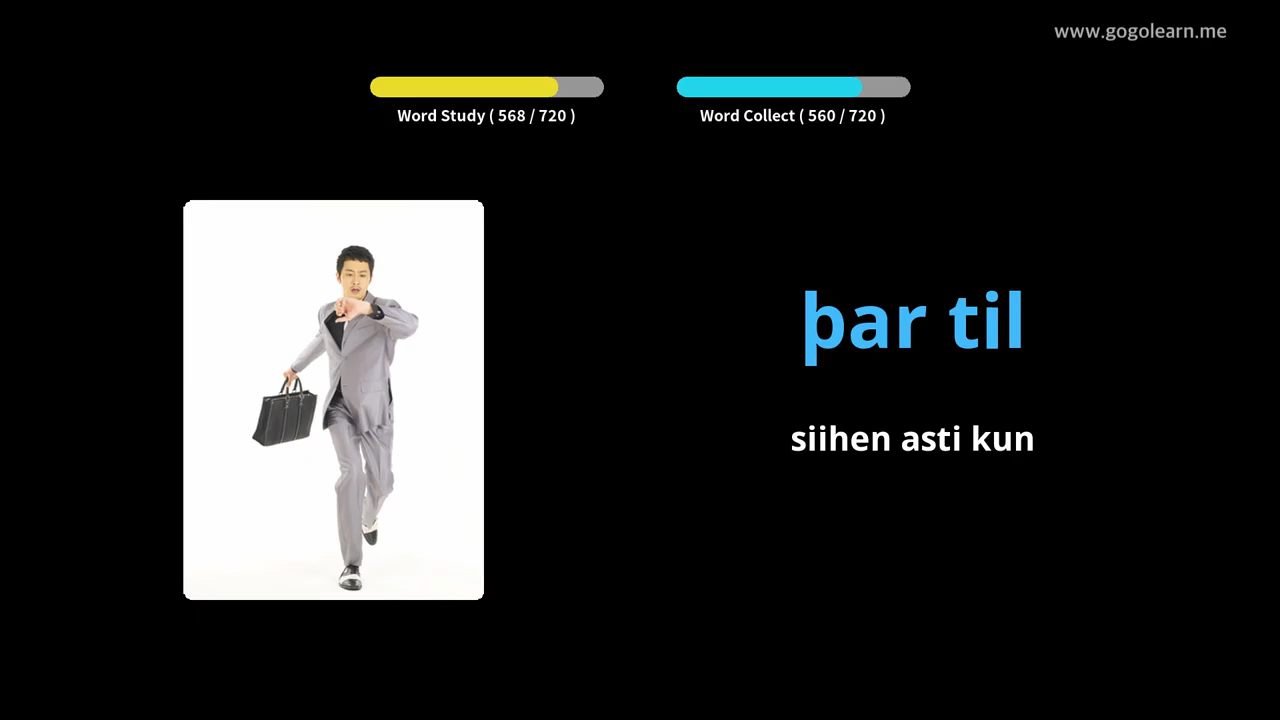 www.gogolearn.me
Word Study ( 568 / 720 )
Word Collect ( 560 / 720 )
þar til
siihen asti kun